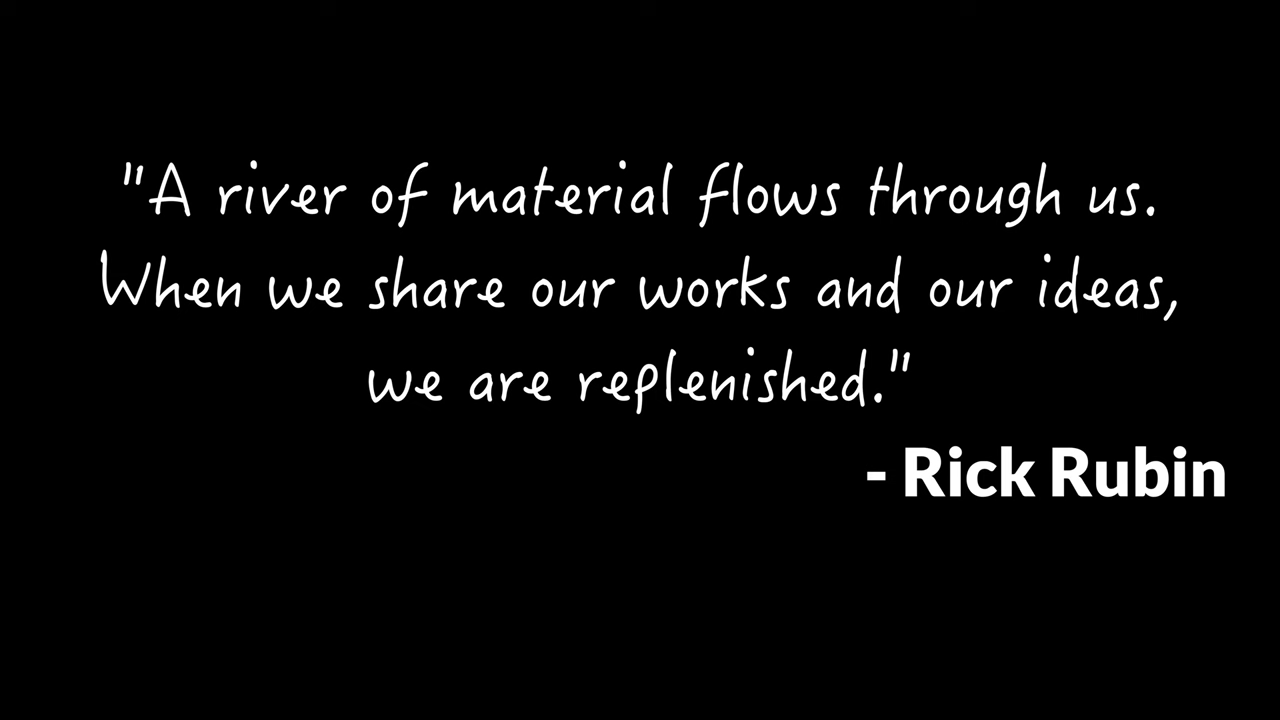 "A river of material flows through us.
When we share our works and our ideas,
we are replenished."
- Rick Rubin